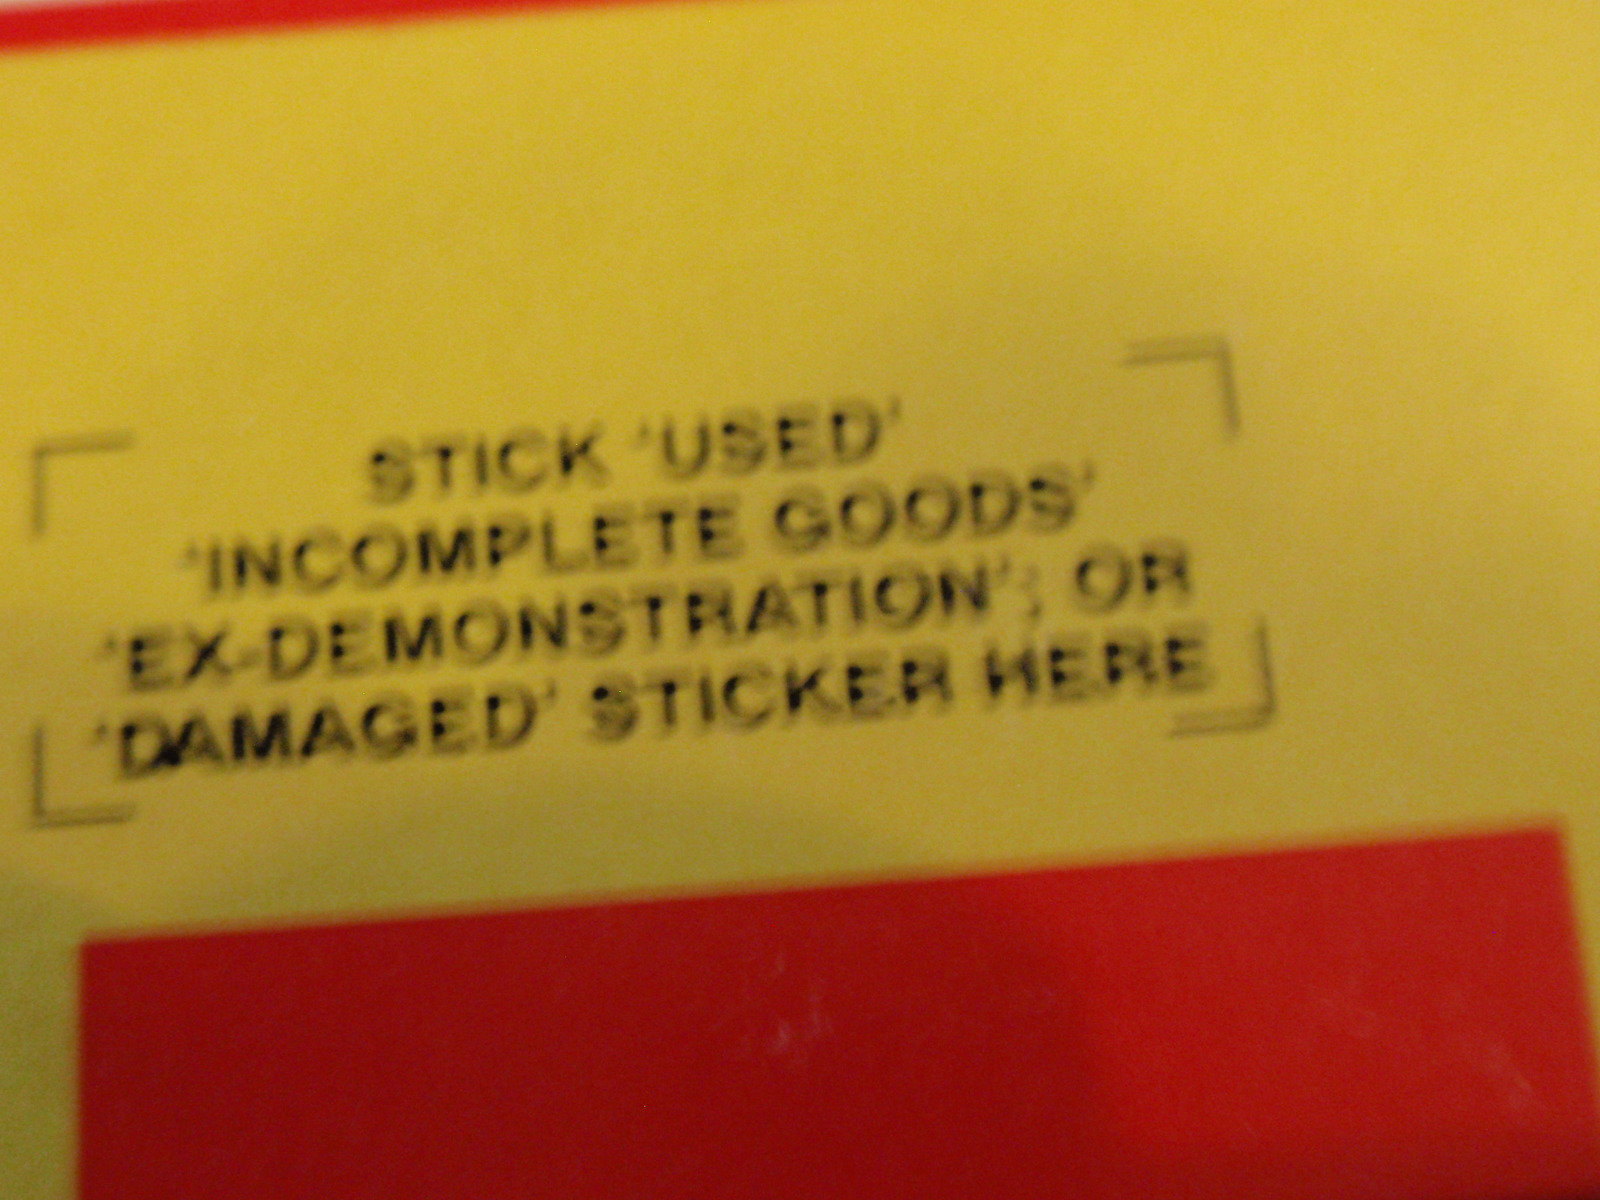 STICK 'USED'
'INCOMPLETE GOODS'
'EX-DEMONSTRATION'; OR
'DAMAGED' STICKER HERE